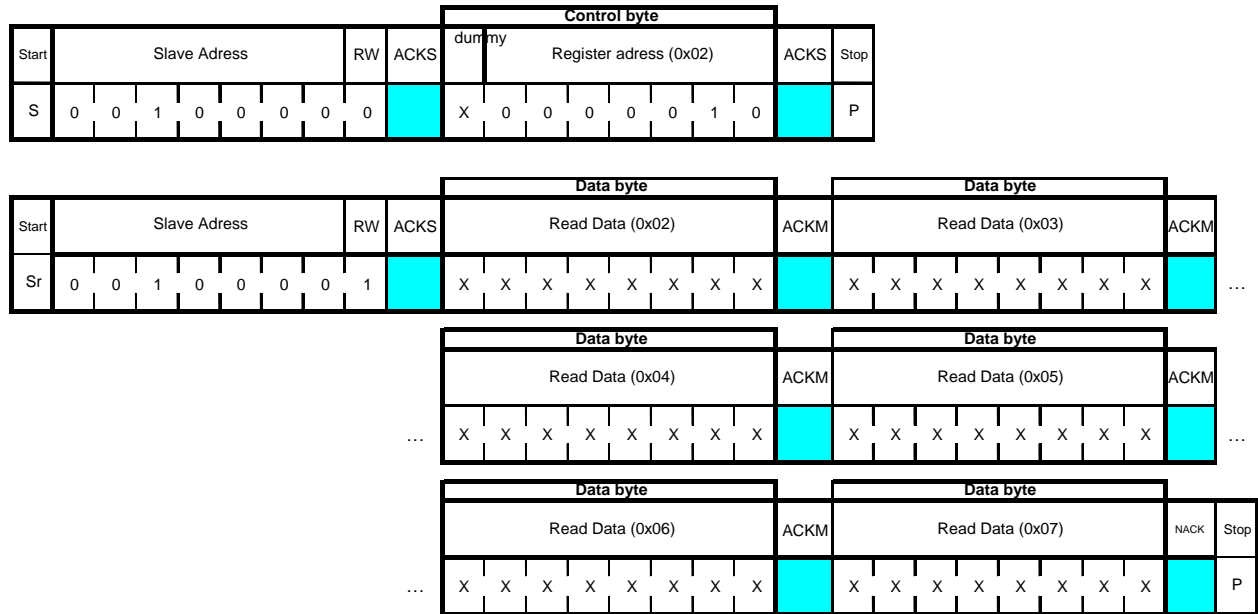 Control byte
Start Slave Adress RW ACKS dummy Register adress (0x02) ACKS Stop
S 0 0 1 0 0 0 0 0 X 0 0 0 0 0 1 0 P
Data byte Data byte
Start Slave Adress RW ACKS Read Data (0x02) ACKM Read Data (0x03) ACKM
Sr 0 0 1 0 0 0 0 1 X X X X X X X X X X X X X X X X …
Data byte Data byte
Read Data (0x04) ACKM Read Data (0x05) ACKM
… X X X X X X X X X X X X X X X X …
Data byte Data byte
Read Data (0x06) ACKM Read Data (0x07) NACK Stop
… X X X X X X X X X X X X X X X X P